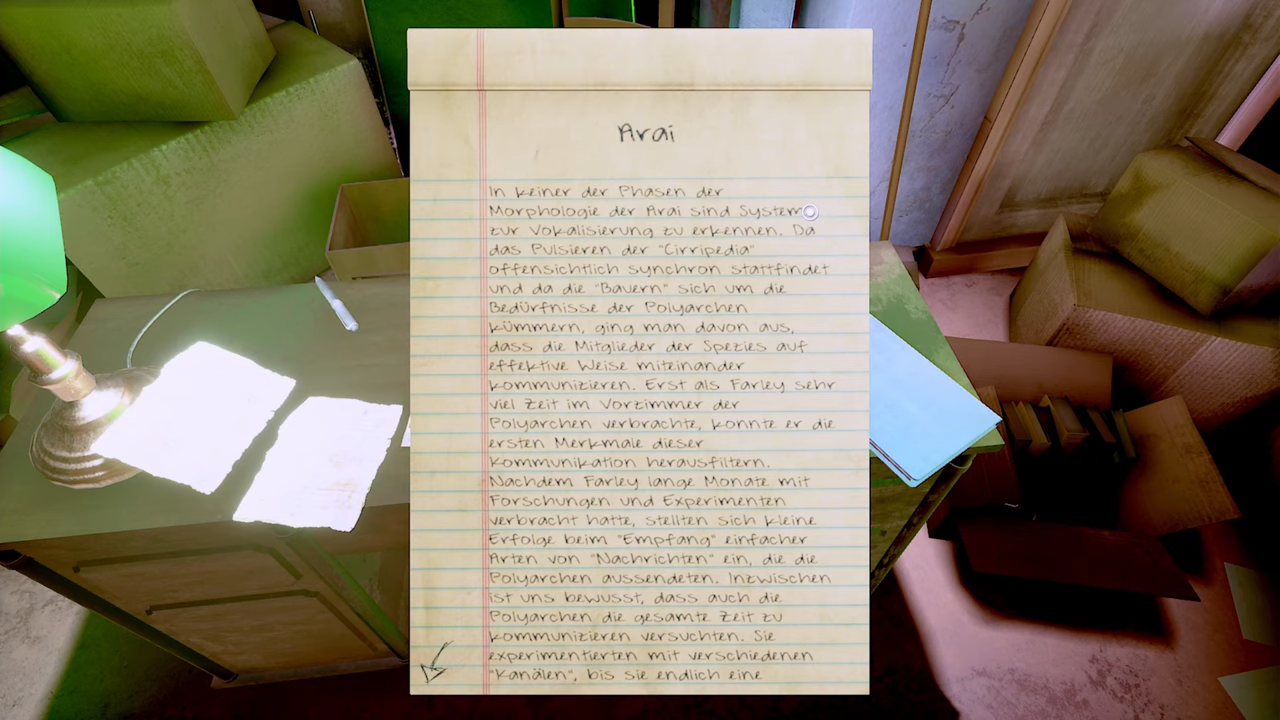 Arai
In keiner der Phasen der
Morphologie der Arai sind System
zur Vokalisierung zu erkennen. Da
das Pulsieren der "Cirripedia"
offensichtlich synchron stattfindet
und da die "Bauern" sich um die
Bedürfnisse der Polyarchen
kümmern, ging man davon aus,
dass die Mitglieder der Spezies auf
effektive Weise miteinander
kommunizieren. Erst als Farley sehr
viel Zeit im Vorzimmer der
Polyarchen verbrachte, konnte er die
ersten Merkmale dieser
Kommunikation herausfiltern.
Nachdem Farley lange Monate mit
Forschungen und Experimenten
verbracht hatte, stellten sich kleine
Erfolge beim "Empfang" einfacher
Arten von "Nachrichten" ein, die die
Polyarchen aussendeten. Inzwischen
ist uns bewusst, dass auch die
Polyarchen die gesamte Zeit zu
kommunizieren versuchten. Sie
experimentierten mit verschiedenen
"Kanälen", bis sie endlich eine